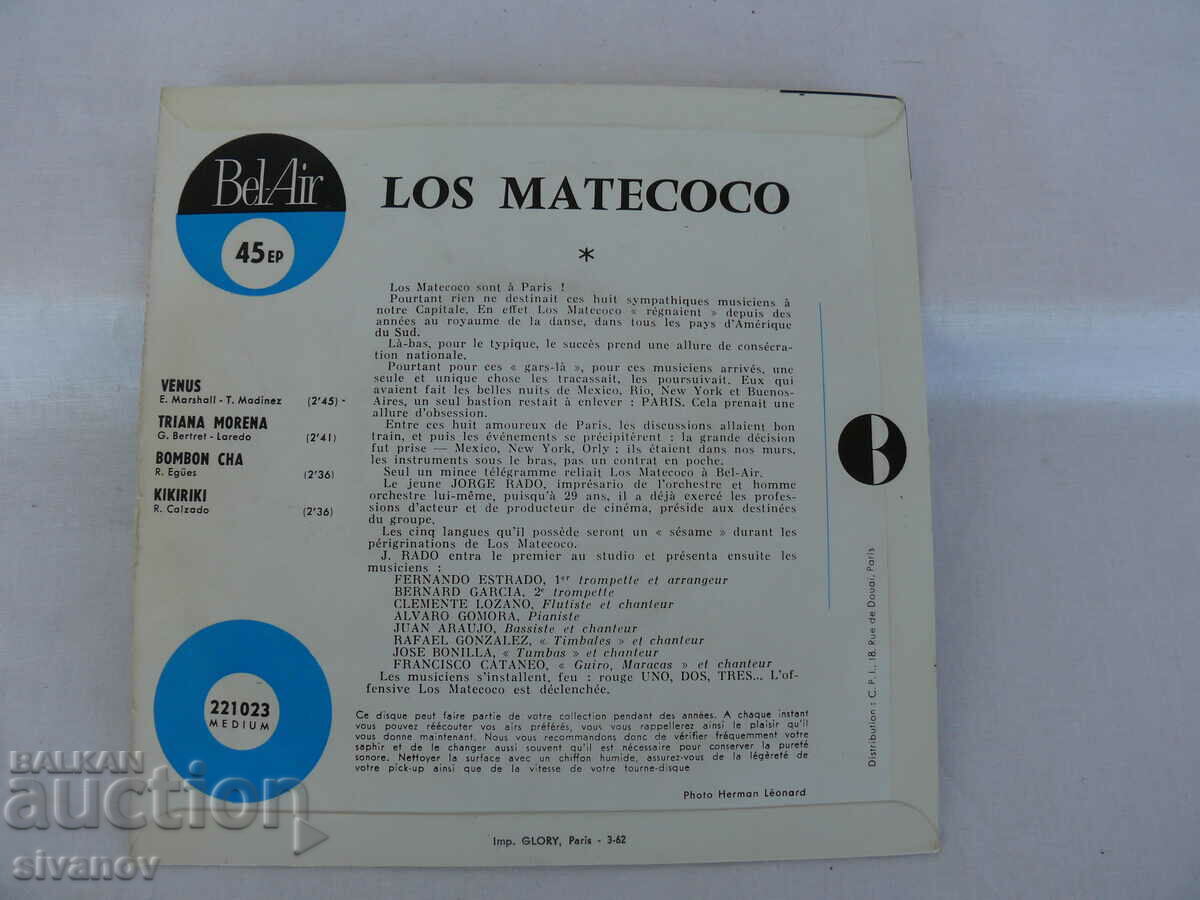 Bel-Air
45 EP
LOS MATECOCO
*
VENUS
E. Marshall - T. Madinez (2'45) -
TRIANA MORENA
G. Bertret - Laredo (2'41)
BOMBON CHA
R. Egües (2'36)
KIKIRIKI
R. Calzado (2'36)
221023
MEDIUM
Los Matecoco sont à Paris !
Pourtant rien ne destinait ces huit sympathiques musiciens à
notre Capitale. En effet Los Matecoco « régnaient » depuis des
années au royaume de la danse, dans tous les pays d'Amérique
du Sud.
Là-bas, pour le typique, le succès prend une allure de consécra-
tion nationale.
Pourtant pour ces « gars-là », pour ces musiciens arrivés, une
seule et unique chose les tracassait, les poursuivait. Eux qui
avaient fait les belles nuits de Mexico, Rio, New York et Buenos-
Aires, un seul bastion restait à enlever : PARIS. Cela prenait une
allure d'obsession.
Entre ces huit amoureux de Paris, les discussions allaient bon
train, et puis les événements se précipitèrent : la grande décision
fut prise — Mexico, New York, Orly ; ils étaient dans nos murs,
les instruments sous le bras, pas un contrat en poche.
Seul un mince télégramme reliait Los Matecoco à Bel-Air.
Le jeune JORGE RADO, imprésario de l'orchestre et homme
orchestre lui-même, puisqu'à 29 ans, il a déjà exercé les profes-
sions d'acteur et de producteur de cinéma, préside aux destinées
du groupe,
Les cinq langues qu'il possède seront un « sésame » durant les
périgrinations de Los Matecoco.
J. RADO entra le premier au studio et présenta ensuite les
musiciens :
FERNANDO ESTRADO, 1er trompette et arrangeur
BERNARD GARCIA, 2e trompette
CLEMENTE LOZANO, Flutiste et chanteur
ALVARO GOMORA, Pianiste
JUAN ARAUJO, Bassiste et chanteur
RAFAEL GONZALEZ, « Timbales » et chanteur
JOSE BONILLA, « Tumbas » et chanteur
FRANCISCO CATANEO, « Guiro, Maracas » et chanteur
Les musiciens s'installent, feu : rouge UNO, DOS, TRES... L'of-
fensive Los Matecoco est déclenchée.
Ce disque peut faire partie de votre collection pendant des années. A chaque instant
vous pouvez réécouter vos airs préférés, vous vous rappellerez ainsi le plaisir qu'il
vous donne maintenant. Nous vous recommandons donc de vérifier fréquemment votre
saphir et de le changer aussi souvent qu'il est nécessaire pour conserver la pureté
sonore. Nettoyer la surface avec un chiffon humide, assurez-vous de la légèreté de
votre pick-up ainsi que de la vitesse de votre tourne-disque
Photo Herman Léonard
B
Distribution : C. P. I., 18, Rue de Douai, Paris
Imp. GLORY, Paris - 3-62
BALKAN
auction
sivanov